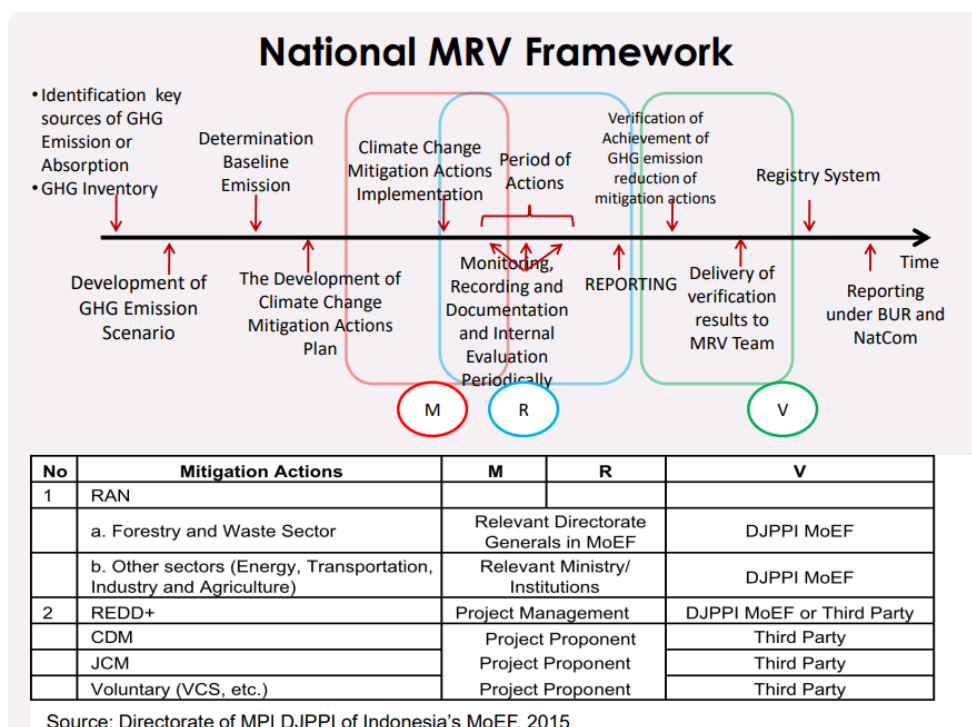 National MRV Framework
• Identification key
sources of GHG
Emission or
Absorption
• GHG Inventory
Determination
Baseline
Emission
Climate Change
Mitigation Actions
Implementation
Period of
Actions
Verification of
Achievement of
GHG emission
reduction of
mitigation actions
Registry System
Time
Development of
GHG Emission
Scenario
The Development of
Climate Change
Mitigation Actions
Plan
Monitoring,
Recording and
Documentation
and Internal
Evaluation
Periodically
REPORTING
Delivery of
verification
results to
MRV Team
Reporting
under BUR and
NatCom
M
R
V
No Mitigation Actions M R V
1 RAN
a. Forestry and Waste Sector Relevant Directorate
Generals in MoEF DJPPI MoEF
b. Other sectors (Energy, Transportation,
Industry and Agriculture) Relevant Ministry/
Institutions DJPPI MoEF
2 REDD+ Project Management DJPPI MoEF or Third Party
CDM Project Proponent Third Party
JCM Project Proponent Third Party
Voluntary (VCS, etc.) Project Proponent Third Party
Source: Directorate of MPI DJPPI of Indonesia's MoEF, 2015